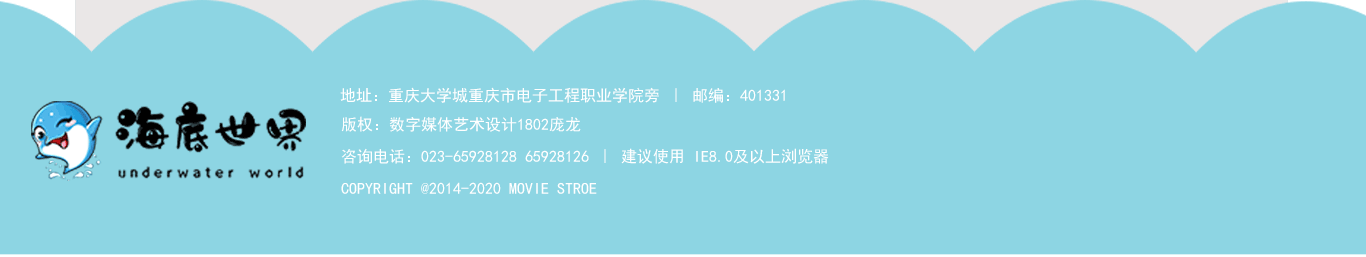 海底世界
underwater world
地址：重庆大学城重庆市电子工程职业学院旁 | 邮编：401331
版权：数字媒体艺术设计1802庞龙
咨询电话：023-65928128 65928126 | 建议使用 IE8.0及以上浏览器
COPYRIGHT @2014-2020 MOVIE STROE